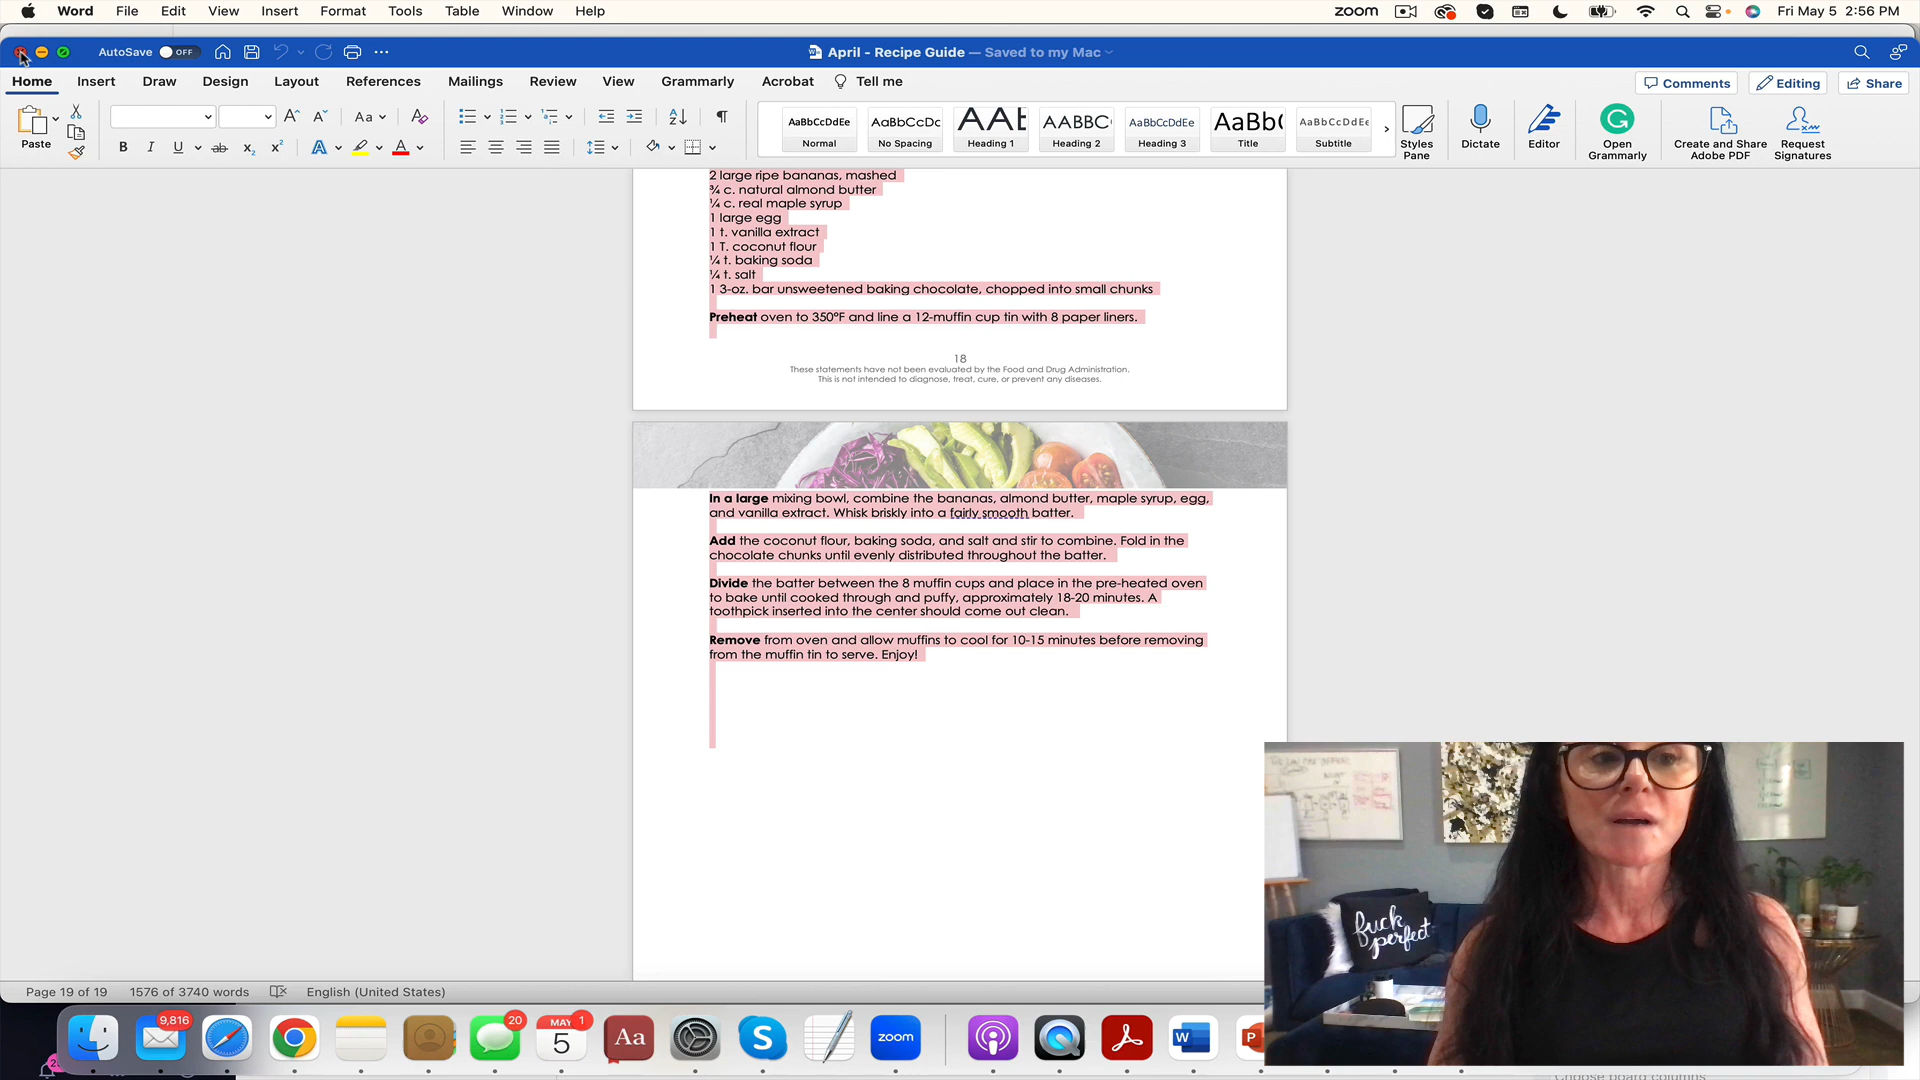 Word File Edit View Insert Format Tools Table Window Help
zoom Fri May 5 2:56 PM
AutoSave OFF
April - Recipe Guide — Saved to my Mac
Home Insert Draw Design Layout References Mailings Review View Grammarly Acrobat Tell me
Comments Editing Share
Paste
Aa
AaBbCcDdEe AaBbCcDc AABBC AaBbCcDdEe AaBb( AaBbCcDdEe
Normal No Spacing Heading 1 Heading 2 Heading 3 Title Subtitle
Styles Pane
Dictate
Editor
Open Grammarly
Create and Share Adobe PDF
Request Signatures
2 large ripe bananas, mashed
¾ c. natural almond butter
¼ c. real maple syrup
1 large egg
1 t. vanilla extract
1 T. coconut flour
¼ t. baking soda
¼ t. salt
1 3-oz. bar unsweetened baking chocolate, chopped into small chunks
Preheat oven to 350°F and line a 12-muffin cup tin with 8 paper liners.
18
These statements have not been evaluated by the Food and Drug Administration.
This is not intended to diagnose, treat, cure, or prevent any diseases.
In a large mixing bowl, combine the bananas, almond butter, maple syrup, egg,
and vanilla extract. Whisk briskly into a fairly smooth batter.
Add the coconut flour, baking soda, and salt and stir to combine. Fold in the
chocolate chunks until evenly distributed throughout the batter.
Divide the batter between the 8 muffin cups and place in the pre-heated oven
to bake until cooked through and puffy, approximately 18-20 minutes. A
toothpick inserted into the center should come out clean.
Remove from oven and allow muffins to cool for 10-15 minutes before removing
from the muffin tin to serve. Enjoy!
fuck
perfect
Page 19 of 19 1576 of 3740 words English (United States)
9,816
20
MAY 1
5
Aa
zoom